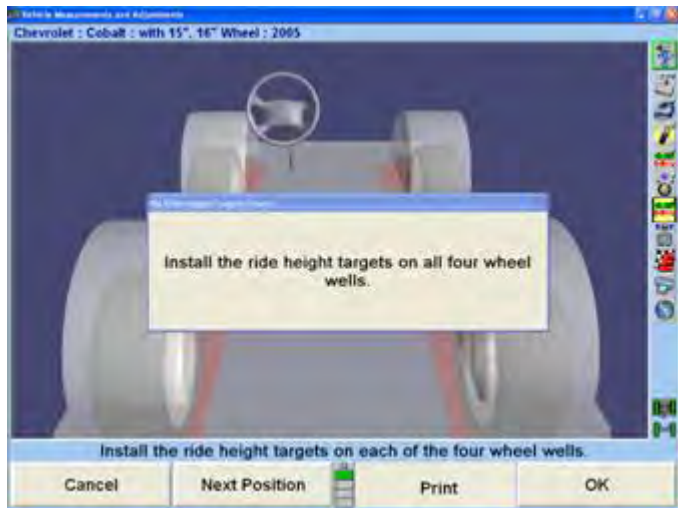 Vehicle Measurements and Adjustments
Chevrolet : Cobalt : with 15", 16" Wheel : 2005
Install the ride height targets on all four wheel
wells.
Install the ride height targets on each of the four wheel wells.
Cancel
Next Position
Print
OK